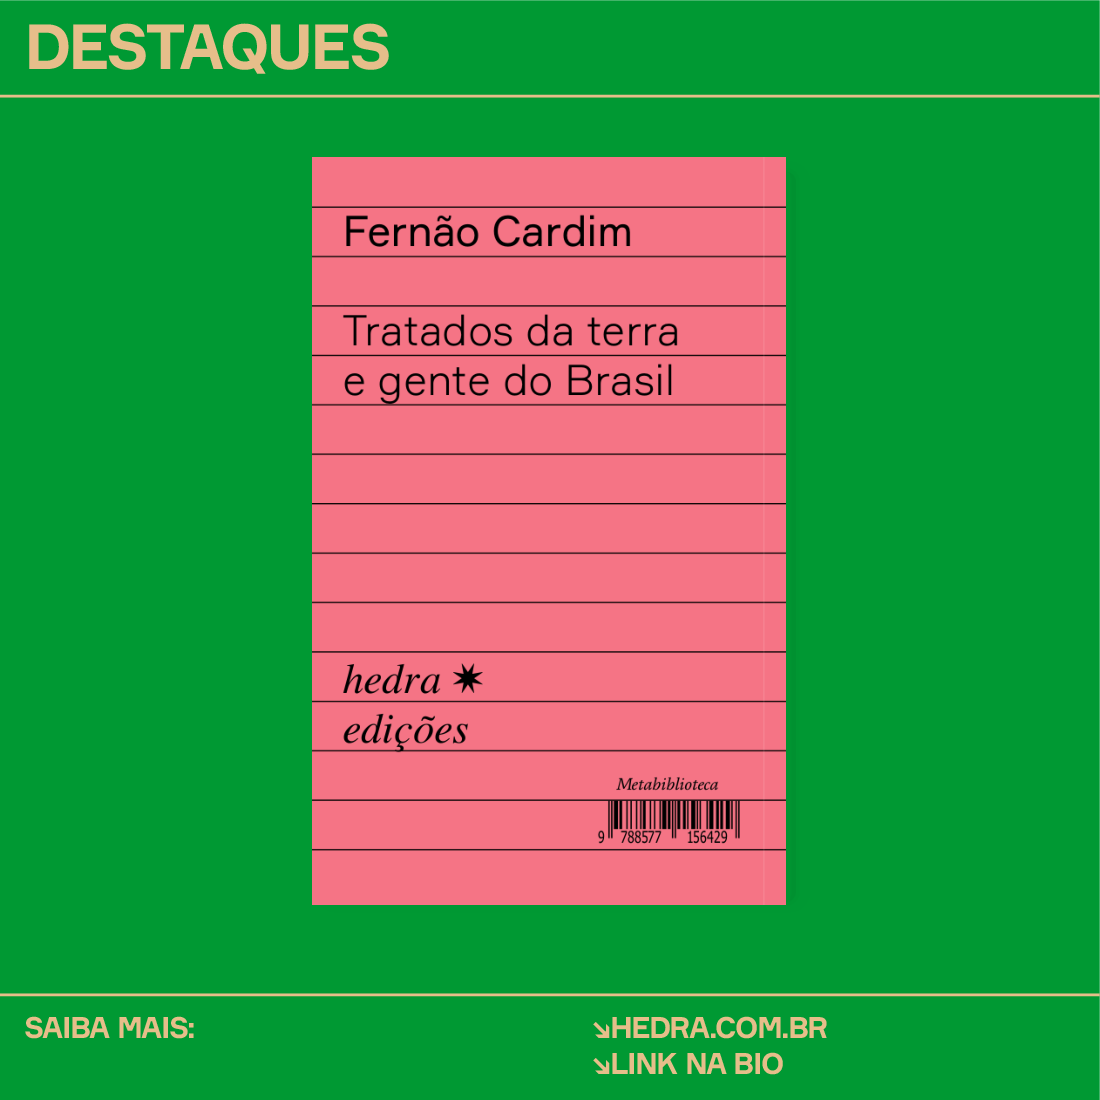 DESTAQUES
Fernão Cardim
Tratados da terra
e gente do Brasil
hedra ✷
edições
Metabiblioteca
9 788577 156429
SAIBA MAIS:
↘HEDRA.COM.BR
↘LINK NA BIO